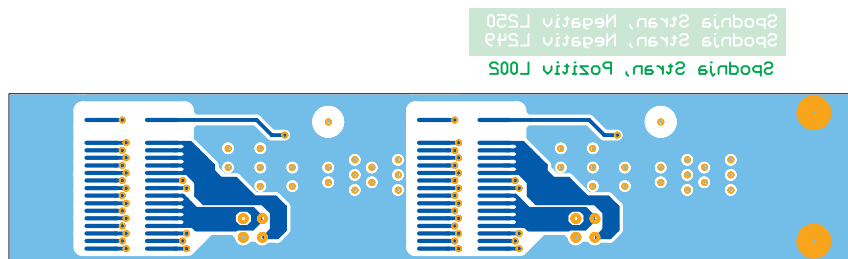 Spodnja Stran, Negativ L250
Spodnja Stran, Negativ L249
Spodnja Stran, Pozitiv L002